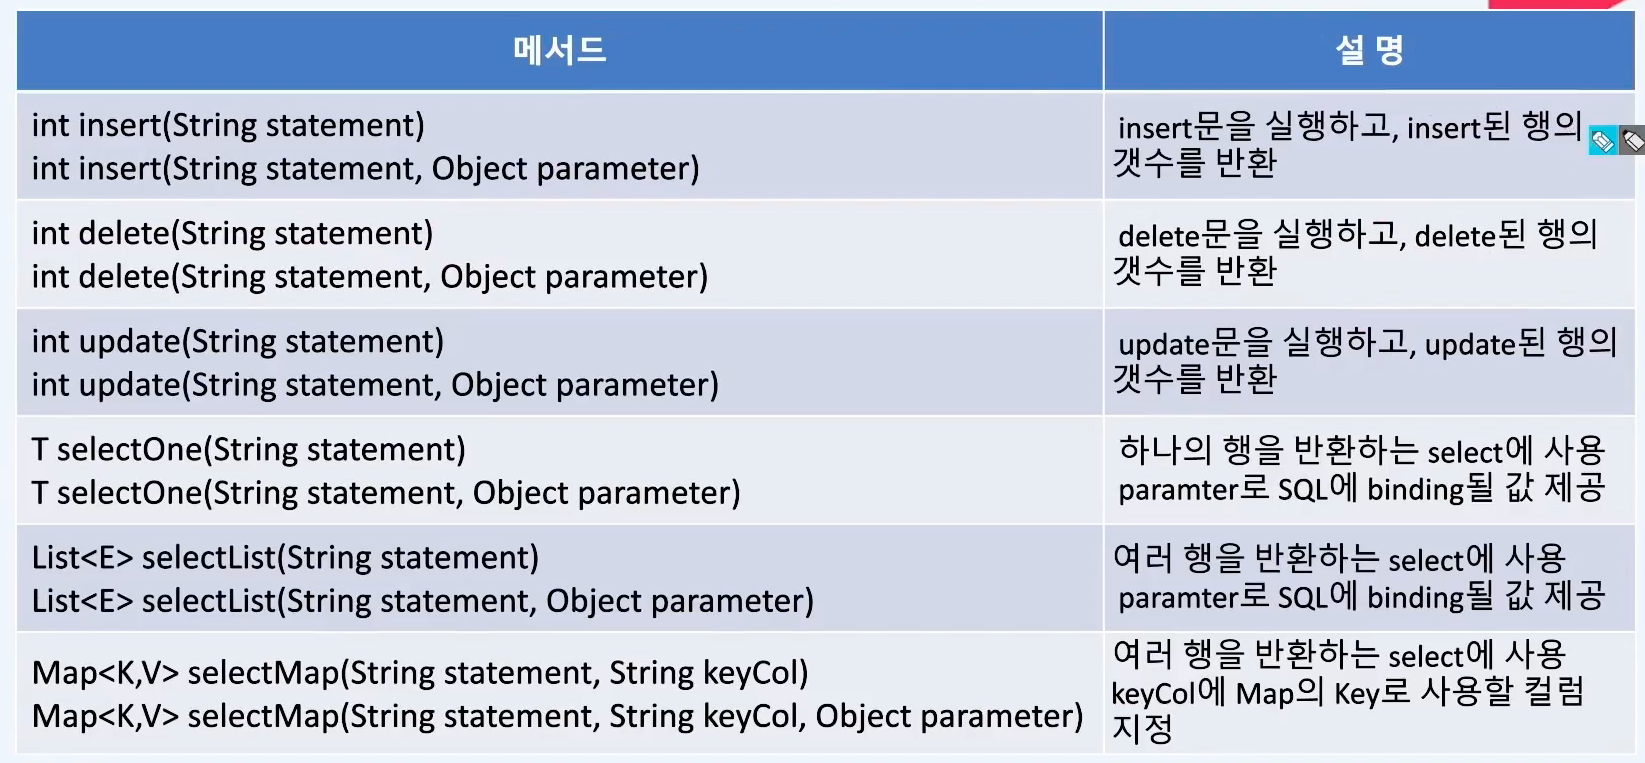 메서드
설 명
int insert(String statement)
int insert(String statement, Object parameter)
insert문을 실행하고, insert된 행의
갯수를 반환
int delete(String statement)
int delete(String statement, Object parameter)
delete문을 실행하고, delete된 행의
갯수를 반환
int update(String statement)
int update(String statement, Object parameter)
update문을 실행하고, update된 행의
갯수를 반환
T selectOne(String statement)
T selectOne(String statement, Object parameter)
하나의 행을 반환하는 select에 사용
paramter로 SQL에 binding될 값 제공
List<E> selectList(String statement)
List<E> selectList(String statement, Object parameter)
여러 행을 반환하는 select에 사용
paramter로 SQL에 binding될 값 제공
Map<K,V> selectMap(String statement, String keyCol)
Map<K,V> selectMap(String statement, String keyCol, Object parameter)
여러 행을 반환하는 select에 사용
keyCol에 Map의 Key로 사용할 컬럼
지정